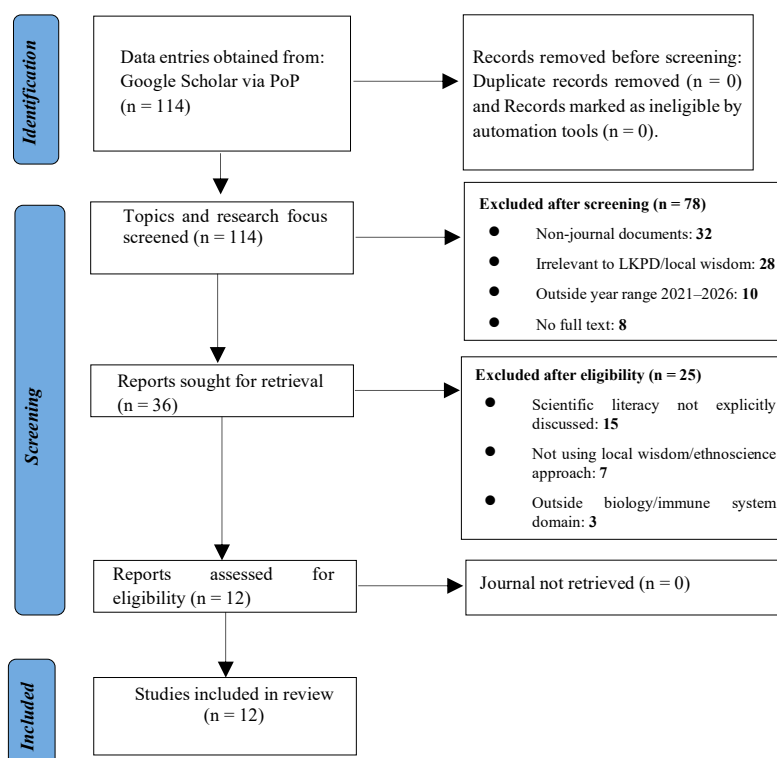 Identification
Data entries obtained from:
Google Scholar via PoP
(n = 114)
Records removed before screening:
Duplicate records removed (n = 0)
and Records marked as ineligible by
automation tools (n = 0).
Screening
Topics and research focus
screened (n = 114)
Excluded after screening (n = 78)
● Non-journal documents: 32
● Irrelevant to LKPD/local wisdom: 28
● Outside year range 2021–2026: 10
● No full text: 8
Reports sought for retrieval
(n = 36)
Excluded after eligibility (n = 25)
● Scientific literacy not explicitly
discussed: 15
● Not using local wisdom/ethnoscience
approach: 7
● Outside biology/immune system
domain: 3
Reports assessed for
eligibility (n = 12)
Journal not retrieved (n = 0)
Included
Studies included in review
(n = 12)